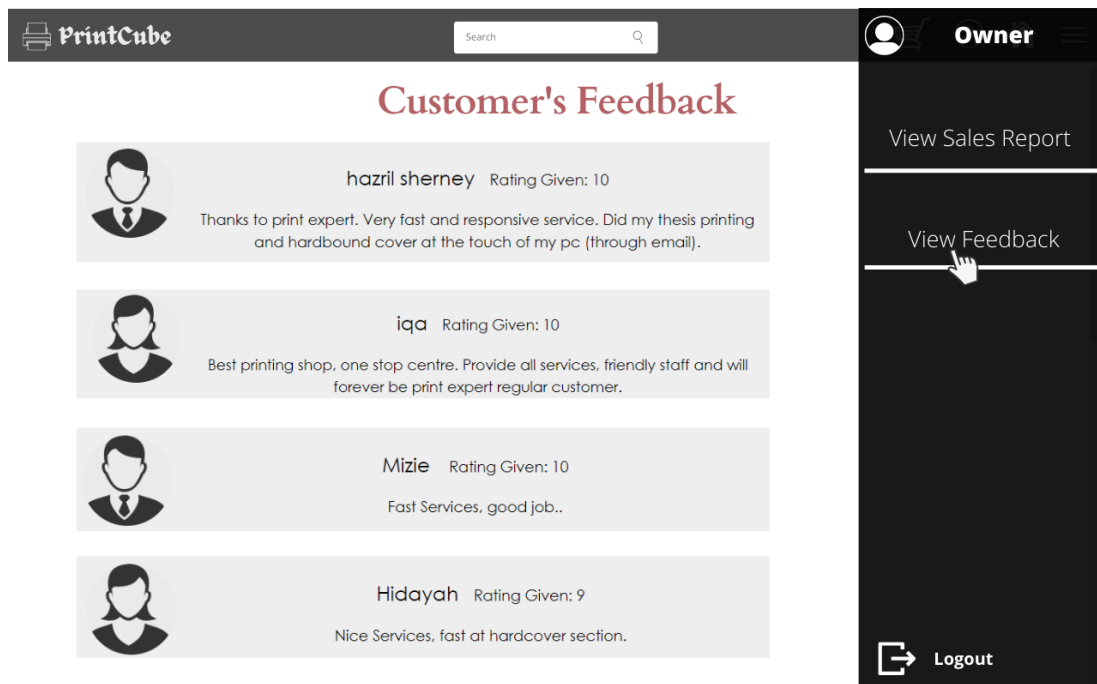 PrintCube
Search
Owner
Customer's Feedback
View Sales Report
View Feedback
hazril sherney Rating Given: 10
Thanks to print expert. Very fast and responsive service. Did my thesis printing
and hardbound cover at the touch of my pc (through email).
iqa Rating Given: 10
Best printing shop, one stop centre. Provide all services, friendly staff and will
forever be print expert regular customer.
Mizie Rating Given: 10
Fast Services, good job..
Hidayah Rating Given: 9
Nice Services, fast at hardcover section.
Logout